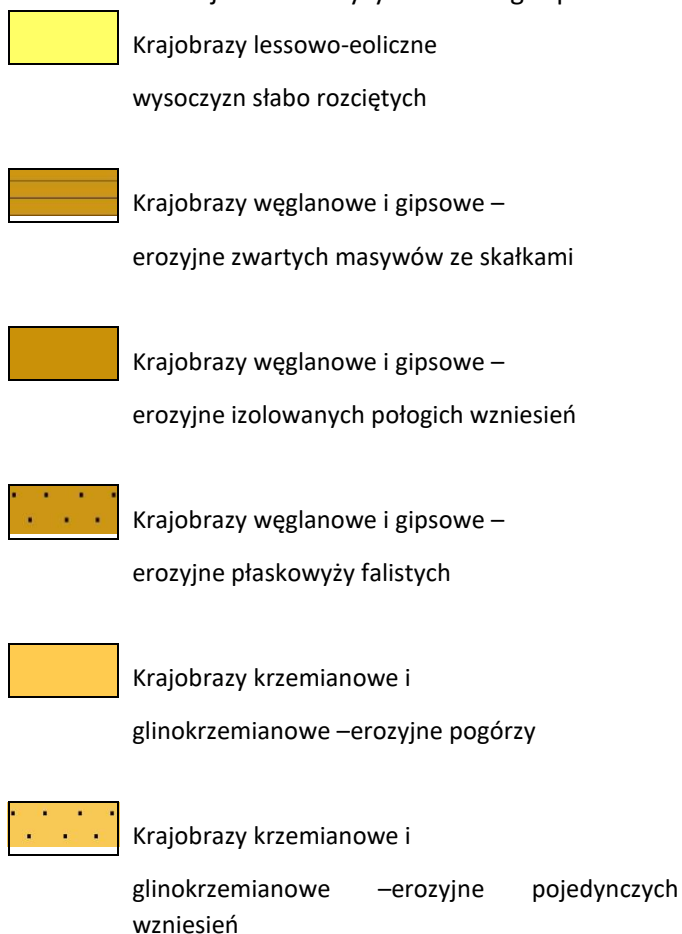 Krajobrazy lessowo-eoliczne
wysoczyzn słabo rozciętych
Krajobrazy węglanowe i gipsowe –
erozyjne zwartych masywów ze skałkami
Krajobrazy węglanowe i gipsowe –
erozyjne izolowanych połogich wzniesień
Krajobrazy węglanowe i gipsowe –
erozyjne płaskowyży falistych
Krajobrazy krzemianowe i
glinokrzemianowe –erozyjne pogórzy
Krajobrazy krzemianowe i
glinokrzemianowe –erozyjne pojedynczych
wzniesień